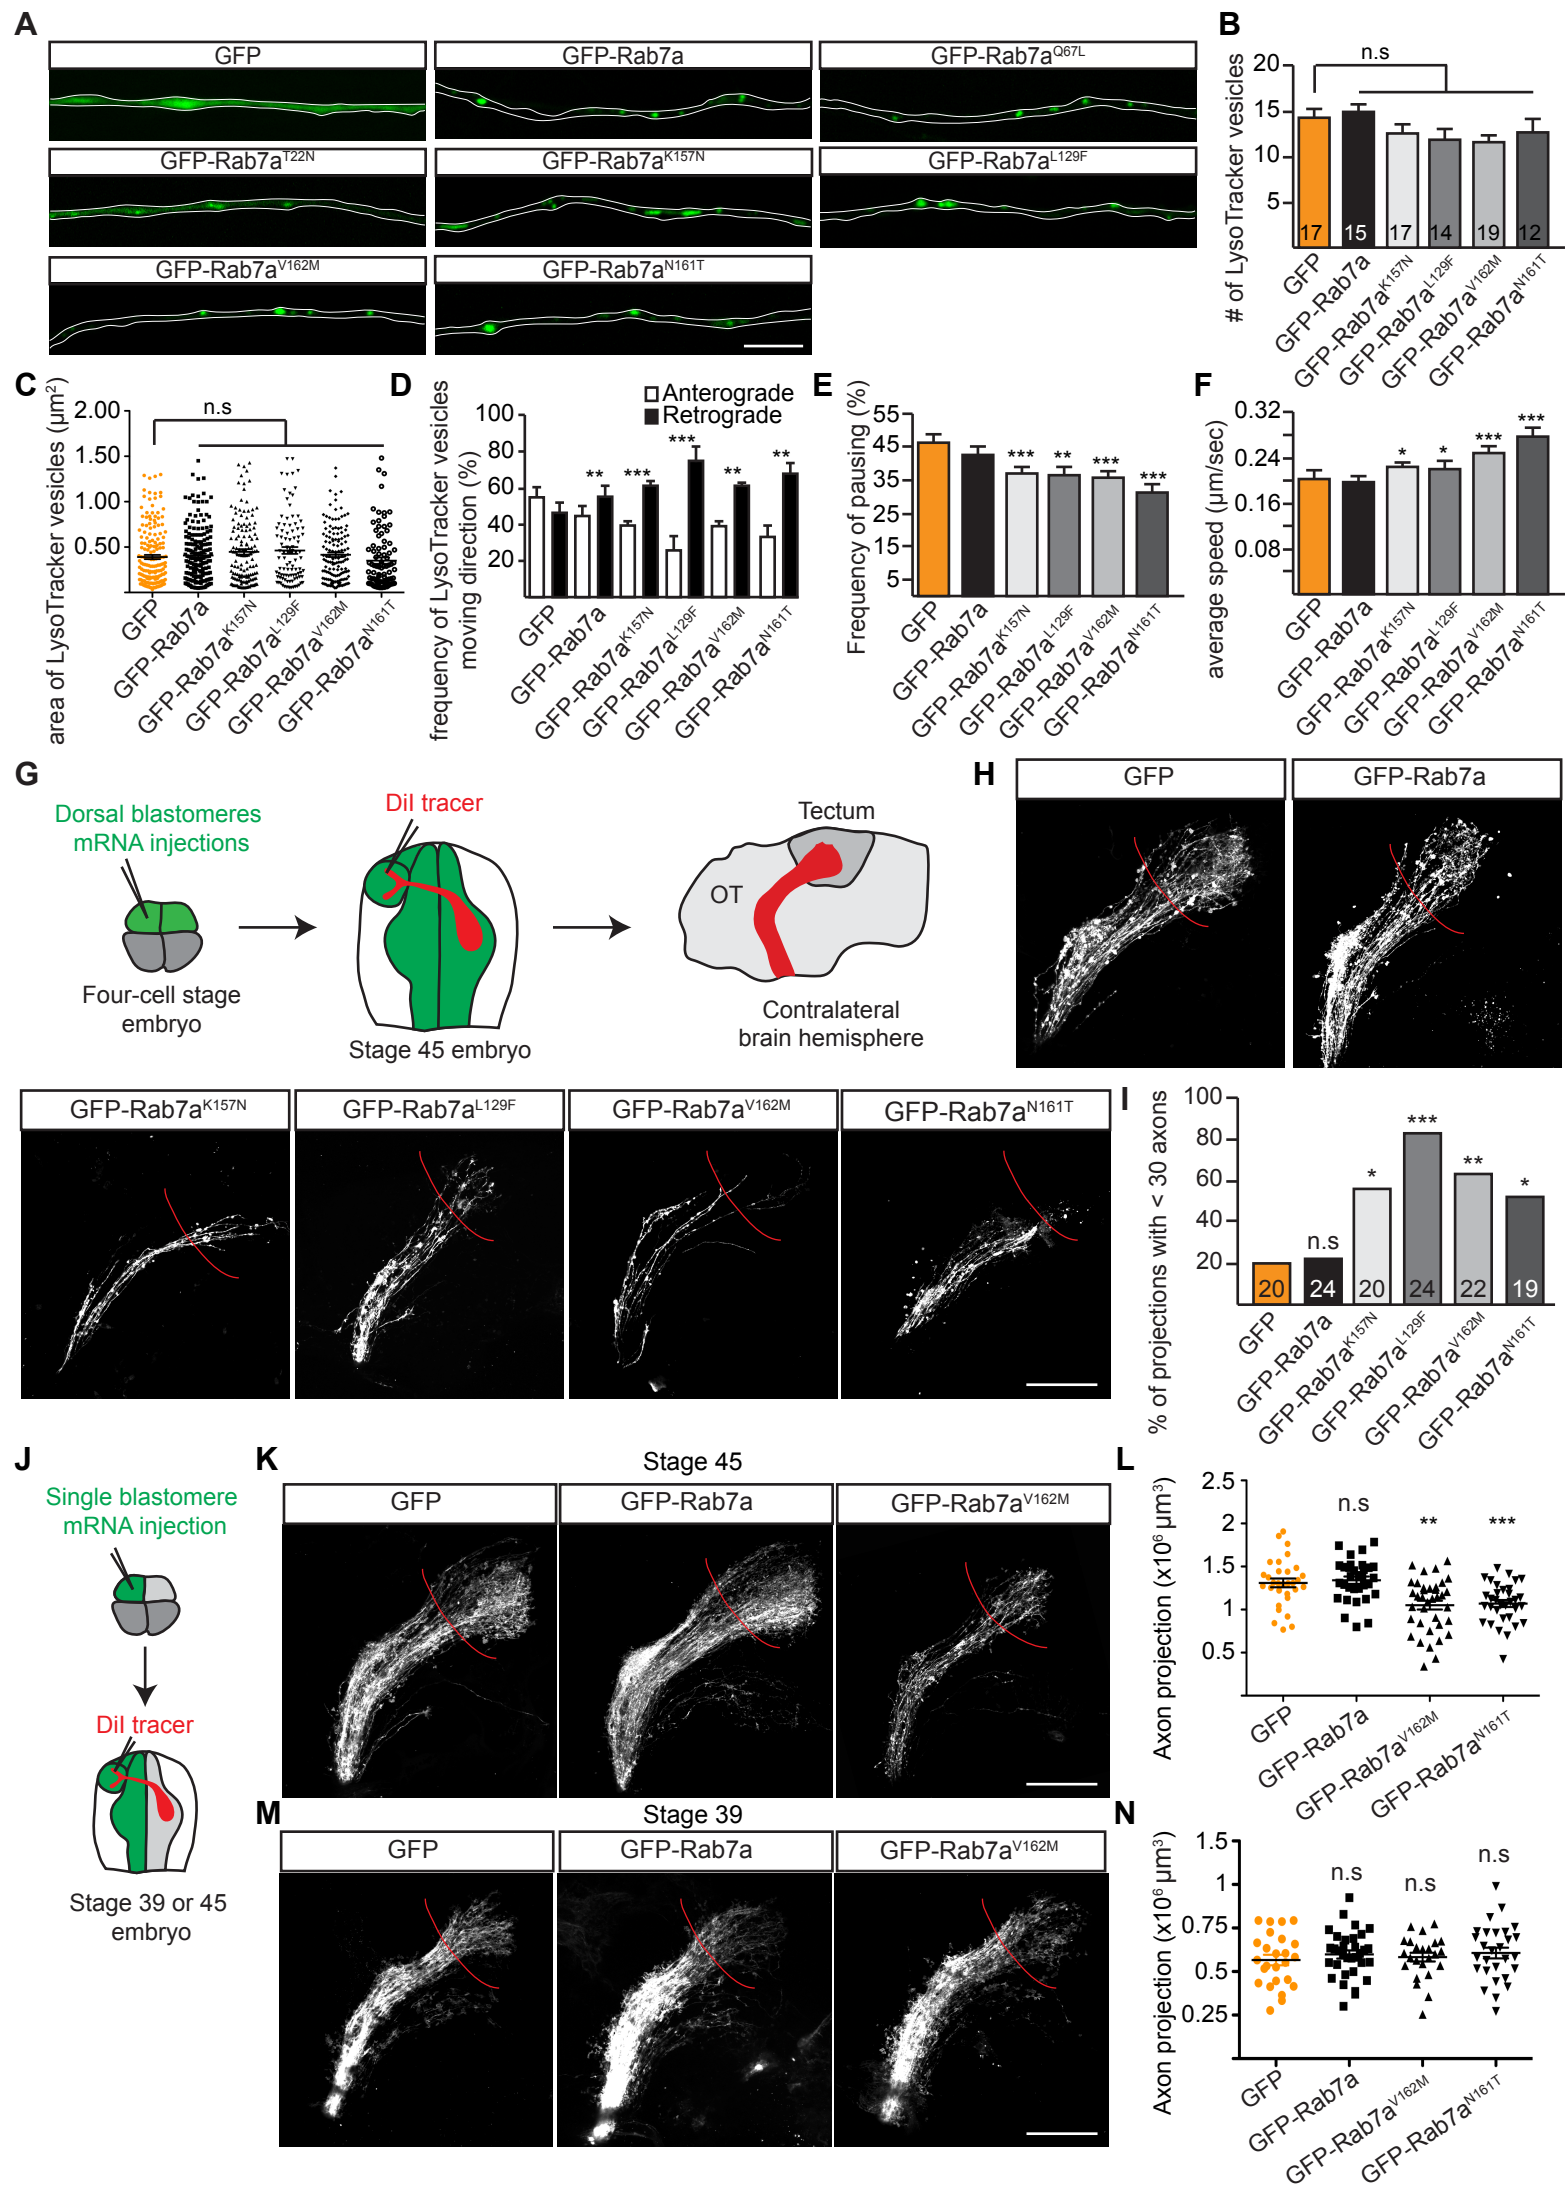 A
GFP
GFP-Rab7a
GFP-Rab7aQ67L
GFP-Rab7aT22N
GFP-Rab7aK157N
GFP-Rab7aL129F
GFP-Rab7aV162M
GFP-Rab7aN161T
B
# of LysoTracker vesicles
20
15
10
5
n.s
17
15
17
14
19
12
GFP
GFP-Rab7a
GFP-Rab7aK157N
GFP-Rab7aL129F
GFP-Rab7aV162M
GFP-Rab7aN161T
C
area of LysoTracker vesicles (µm2)
2.00
1.50
1.00
0.50
n.s
GFP
GFP-Rab7a
GFP-Rab7aK157N
GFP-Rab7aL129F
GFP-Rab7aV162M
GFP-Rab7aN161T
D
frequency of LysoTracker vesicles
moving direction (%)
100
80
60
40
20
Anterograde
Retrograde
**
***
***
**
**
GFP
GFP-Rab7a
GFP-Rab7aK157N
GFP-Rab7aL129F
GFP-Rab7aV162M
GFP-Rab7aN161T
E
Frequency of pausing (%)
55
45
35
25
15
5
***
**
***
***
GFP
GFP-Rab7a
GFP-Rab7aK157N
GFP-Rab7aL129F
GFP-Rab7aV162M
GFP-Rab7aN161T
F
average speed (µm/sec)
0.32
0.24
0.16
0.08
*
*
***
***
GFP
GFP-Rab7a
GFP-Rab7aK157N
GFP-Rab7aL129F
GFP-Rab7aV162M
GFP-Rab7aN161T
G
Dorsal blastomeres
mRNA injections
Four-cell stage
embryo
DiI tracer
Stage 45 embryo
Tectum
OT
Contralateral
brain hemisphere
H
GFP
GFP-Rab7a
GFP-Rab7aK157N
GFP-Rab7aL129F
GFP-Rab7aV162M
GFP-Rab7aN161T
I
% of projections with < 30 axons
100
80
60
40
20
n.s
*
***
**
*
20
24
20
24
22
19
GFP
GFP-Rab7a
GFP-Rab7aK157N
GFP-Rab7aL129F
GFP-Rab7aV162M
GFP-Rab7aN161T
J
Single blastomere
mRNA injection
DiI tracer
Stage 39 or 45
embryo
K
Stage 45
GFP
GFP-Rab7a
GFP-Rab7aV162M
L
Axon projection (x106 µm3)
2.5
2
1.5
1
0.5
n.s
**
***
GFP
GFP-Rab7a
GFP-Rab7aV162M
GFP-Rab7aN161T
M
Stage 39
GFP
GFP-Rab7a
GFP-Rab7aV162M
N
Axon projection (x106 µm3)
1.5
1
0.75
0.5
0.25
n.s
n.s
n.s
GFP
GFP-Rab7a
GFP-Rab7aV162M
GFP-Rab7aN161T